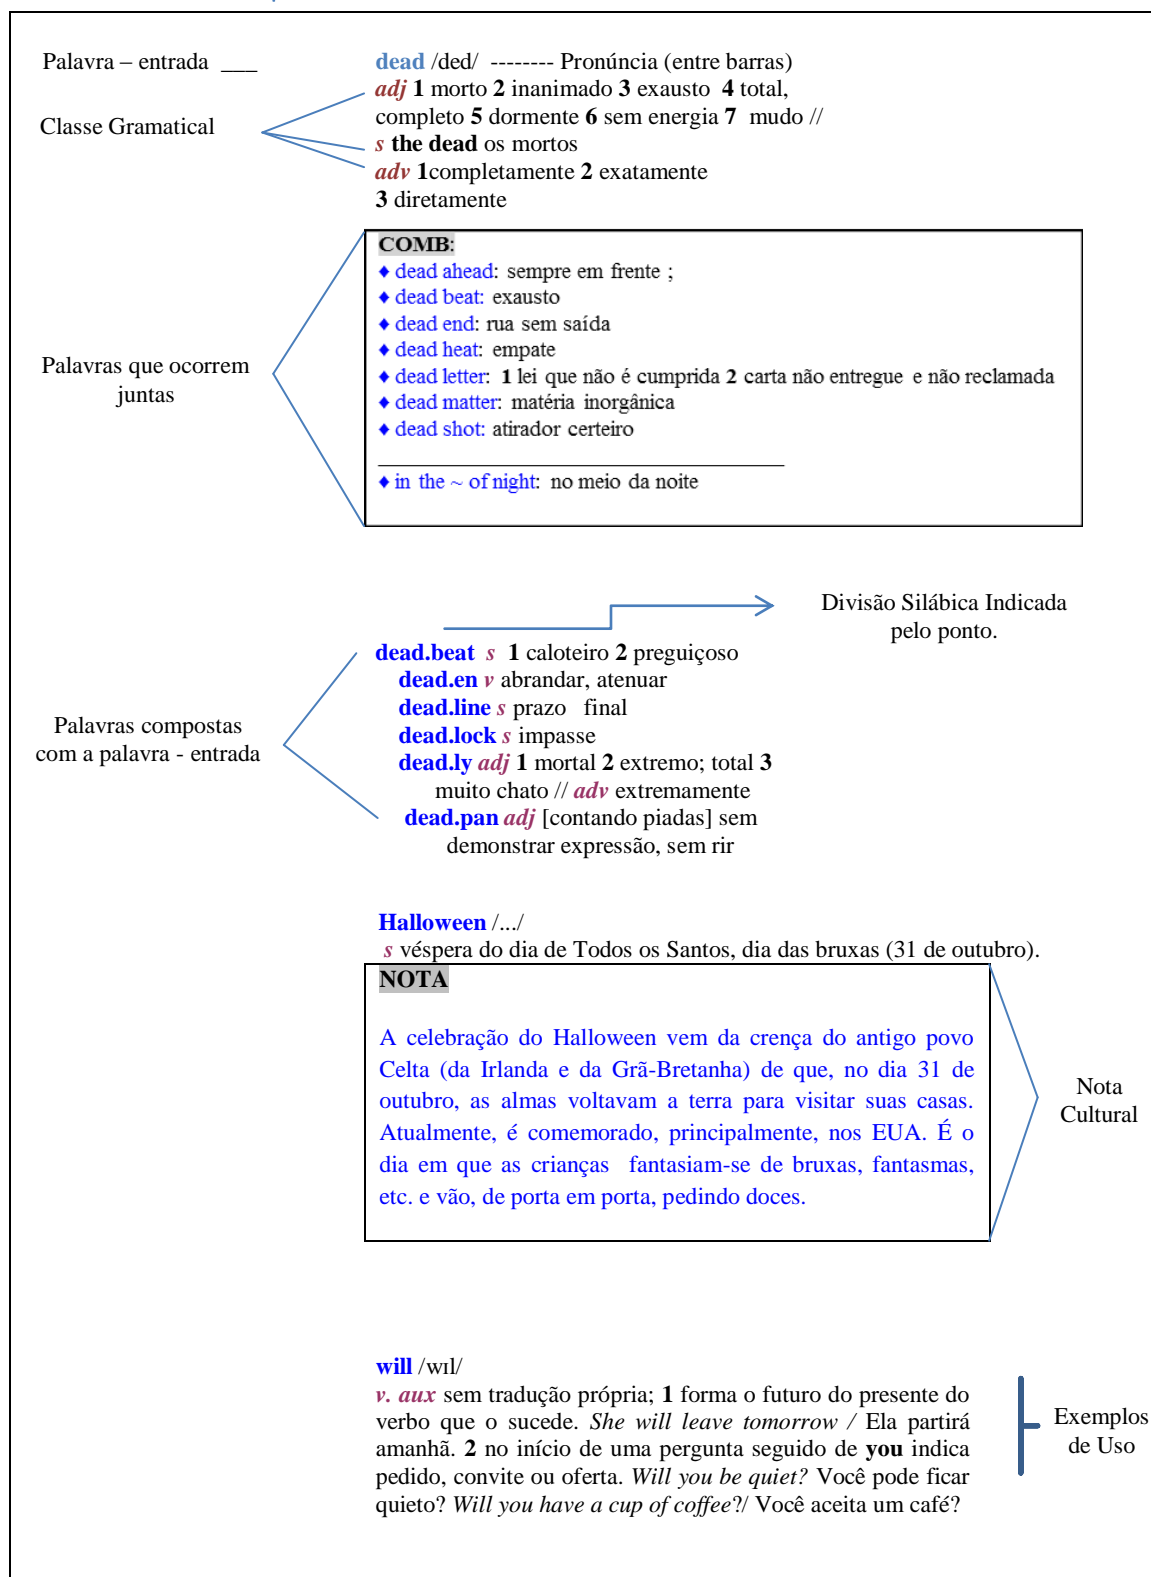 Palavra – entrada ___
dead /ded/ -------- Pronúncia (entre barras)
adj 1 morto 2 inanimado 3 exausto 4 total,
Classe Gramatical
completo 5 dormente 6 sem energia 7 mudo //
s the dead os mortos
adv 1completamente 2 exatamente
3 diretamente
COMB:
♦ dead ahead: sempre em frente ;
♦ dead beat: exausto
♦ dead end: rua sem saída
♦ dead heat: empate
Palavras que ocorrem
juntas
♦ dead letter: 1 lei que não é cumprida 2 carta não entregue e não reclamada
♦ dead matter: matéria inorgânica
♦ dead shot: atirador certeiro
♦ in the ~ of night: no meio da noite
Divisão Silábica Indicada
pelo ponto.
dead.beat s 1 caloteiro 2 preguiçoso
dead.en v abrandar, atenuar
dead.line s prazo final
Palavras compostas
com a palavra - entrada
dead.lock s impasse
dead.ly adj 1 mortal 2 extremo; total 3
muito chato // adv extremamente
dead.pan adj [contando piadas] sem
demonstrar expressão, sem rir
Halloween /.../
s véspera do dia de Todos os Santos, dia das bruxas (31 de outubro).
NOTA
A celebração do Halloween vem da crença do antigo povo
Celta (da Irlanda e da Grã-Bretanha) de que, no dia 31 de
outubro, as almas voltavam a terra para visitar suas casas.
Atualmente, é comemorado, principalmente, nos EUA. É o
dia em que as crianças fantasiam-se de bruxas, fantasmas,
etc. e vão, de porta em porta, pedindo doces.
Nota
Cultural
will /wɪl/
v. aux sem tradução própria; 1 forma o futuro do presente do
verbo que o sucede. She will leave tomorrow / Ela partirá
amanhã. 2 no início de uma pergunta seguido de you indica
pedido, convite ou oferta. Will you be quiet? Você pode ficar
quieto? Will you have a cup of coffee?/ Você aceita um café?
Exemplos
de Uso